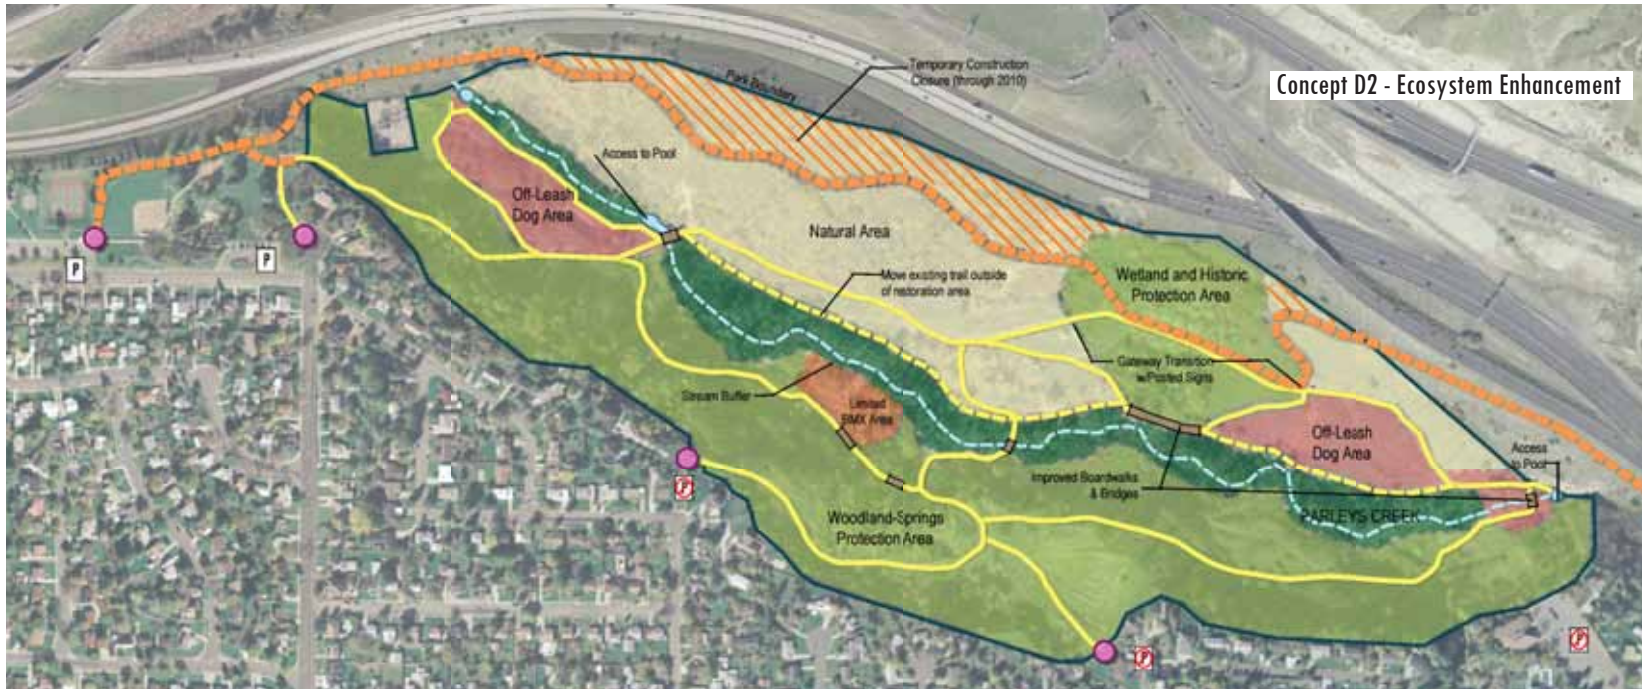 Temporary Construction
Closure (through 2010)
Park Boundary
Concept D2 - Ecosystem Enhancement
Access to Pool
Off-Leash
Dog Area
Natural Area
P
P
Move existing trail outside
of restoration area
Wetland and Historic
Protection Area
Gateway Transition
w/Posted Signs
Stream Buffer
Limited
BMX Area
Off-Leash
Dog Area
Access
to Pool
Improved Boardwalks
& Bridges
P
Woodland-Springs
Protection Area
PARLEYS CREEK
P
P